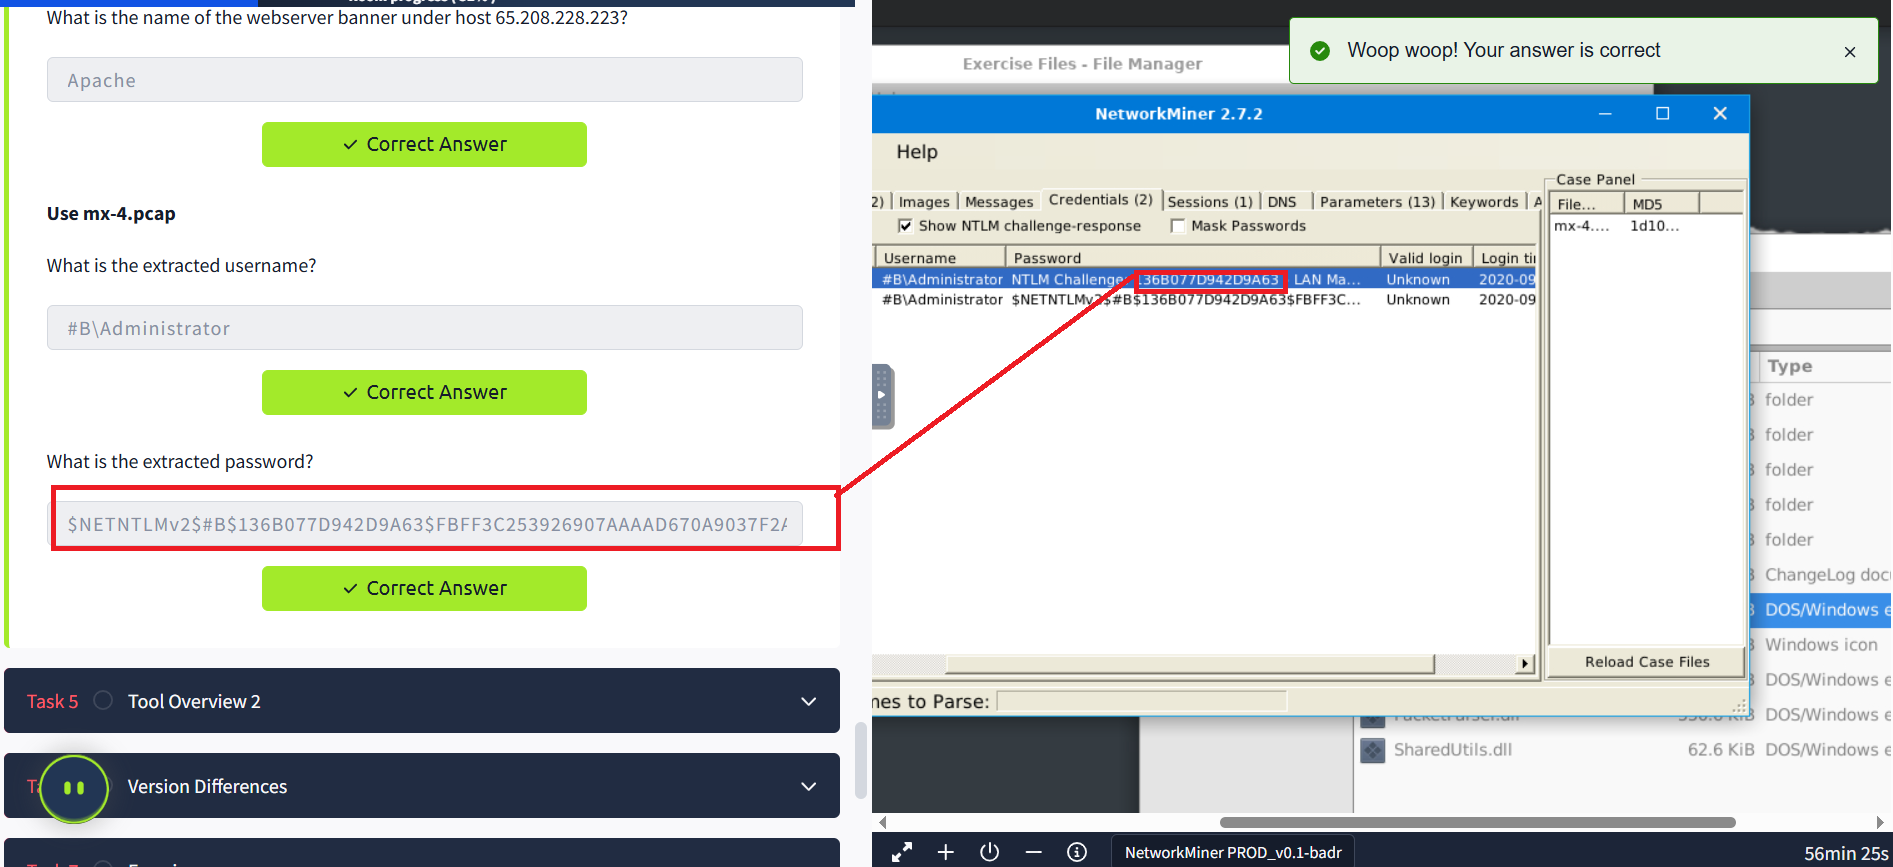 What is the name of the webserver banner under host 65.208.228.223?
Apache
Correct Answer
Use mx-4.pcap
What is the extracted username?
#B\Administrator
Correct Answer
What is the extracted password?
$NETNTLMv2$#B$136B077D942D9A63$FBFF3C253926907AAAAD670A9037F2A
Correct Answer
Task 5 Tool Overview 2
Version Differences
Woop woop! Your answer is correct
Exercise Files - File Manager
NetworkMiner 2.7.2
Help
2) Images Messages Credentials (2) Sessions (1) DNS Parameters (13) Keywords A
Show NTLM challenge-response Mask Passwords
Username Password Valid login Login ti
#B\Administrator NTLM Challenge: 136B077D942D9A63 - LAN Ma... Unknown 2020-09
#B\Administrator $NETNTLMv2$#B$136B077D942D9A63$FBFF3C... Unknown 2020-09
Case Panel
File... MD5
mx-4.... 1d10...
Reload Case Files
mes to Parse:
Type
folder
folder
folder
folder
folder
ChangeLog docu
DOS/Windows e
Windows icon
DOS/Windows e
PacketParser.dll DOS/Windows e
SharedUtils.dll 62.6 KiB DOS/Windows e
NetworkMiner PROD_v0.1-badr
56min 25s